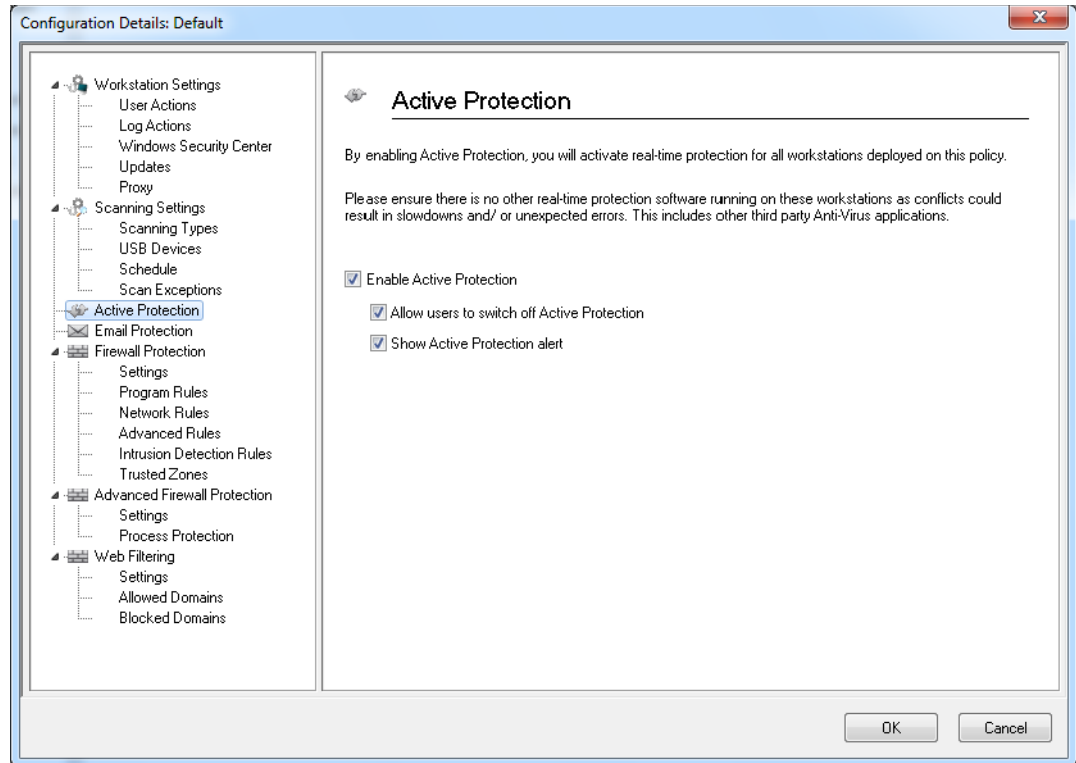 Configuration Details: Default
Workstation Settings
User Actions
Log Actions
Windows Security Center
Updates
Proxy
Scanning Settings
Scanning Types
USB Devices
Schedule
Scan Exceptions
Active Protection
Email Protection
Firewall Protection
Settings
Program Rules
Network Rules
Advanced Rules
Intrusion Detection Rules
Trusted Zones
Advanced Firewall Protection
Settings
Process Protection
Web Filtering
Settings
Allowed Domains
Blocked Domains
Active Protection
By enabling Active Protection, you will activate real-time protection for all workstations deployed on this policy.
Please ensure there is no other real-time protection software running on these workstations as conflicts could
result in slowdowns and/ or unexpected errors. This includes other third party Anti-Virus applications.
Enable Active Protection
Allow users to switch off Active Protection
Show Active Protection alert
OK
Cancel